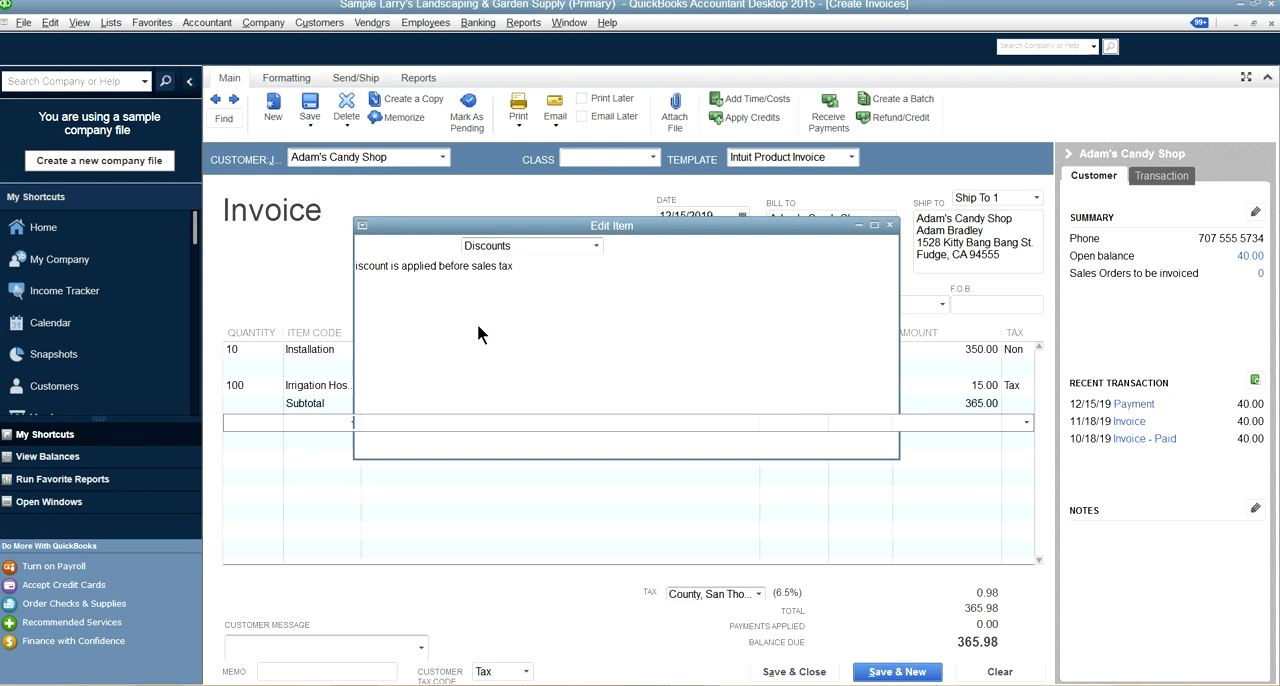 Sample Larry's Landscaping & Garden Supply (Primary) - QuickBooks Accountant Desktop 2015 - [Create Invoices]
File Edit View Lists Favorites Accountant Company Customers Vendors Employees Banking Reports Window Help 99+
Search Company or Help
Search Company or Help
Main Formatting Send/Ship Reports
Find New Save Delete Create a Copy Memorize Mark As Pending Print Email Print Later Email Later Attach File Add Time/Costs Apply Credits Receive Payments Create a Batch Refund/Credit
You are using a sample
company file
Create a new company file
My Shortcuts
Home
My Company
Income Tracker
Calendar
Snapshots
Customers
My Shortcuts
View Balances
Run Favorite Reports
Open Windows
Do More With QuickBooks
Turn on Payroll
Accept Credit Cards
Order Checks & Supplies
Recommended Services
Finance with Confidence
CUSTOMER:J... Adam's Candy Shop CLASS TEMPLATE Intuit Product Invoice
Invoice
DATE
12/15/2019
BILL TO
SHIP TO Ship To 1
Adam's Candy Shop
Adam Bradley
1528 Kitty Bang Bang St.
Fudge, CA 94555
F.O.B.
Edit Item
Discounts
iscount is applied before sales tax
QUANTITY ITEM CODE AMOUNT TAX
10 Installation 350.00 Non
100 Irrigation Hos... 15.00 Tax
Subtotal 365.00
TAX County, San Tho... (6.5%) 0.98
TOTAL 365.98
PAYMENTS APPLIED 0.00
BALANCE DUE 365.98
CUSTOMER MESSAGE
MEMO CUSTOMER TAX CODE Tax
Save & Close Save & New Clear
Adam's Candy Shop
Customer Transaction
SUMMARY
Phone 707 555 5734
Open balance 40.00
Sales Orders to be invoiced 0
RECENT TRANSACTION
12/15/19 Payment 40.00
11/18/19 Invoice 40.00
10/18/19 Invoice - Paid 40.00
NOTES